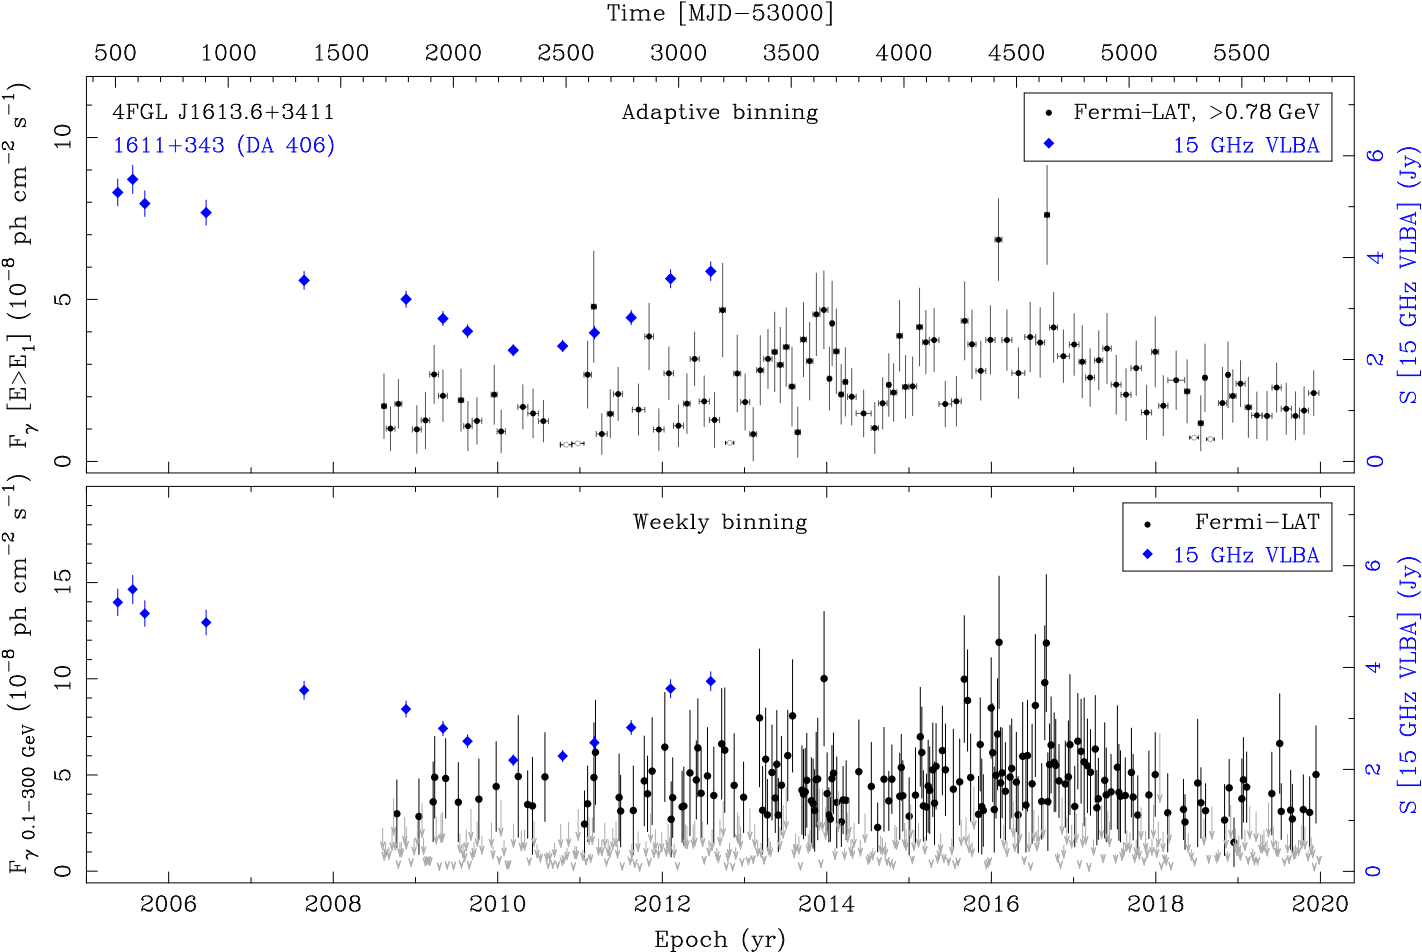 Time [MJD−53000]
500 1000 1500 2000 2500 3000 3500 4000 4500 5000 5500
4FGL J1613.6+3411
1611+343 (DA 406)
Adaptive binning
Fermi−LAT, >0.78 GeV
15 GHz VLBA
F_γ [E>E_1] (10^−8 ph cm^−2 s^−1)
10
5
0
6
4
2
0
S [15 GHz VLBA] (Jy)
Weekly binning
Fermi−LAT
15 GHz VLBA
F_γ 0.1−300 GeV (10^−8 ph cm^−2 s^−1)
15
10
5
0
6
4
2
0
S [15 GHz VLBA] (Jy)
2006 2008 2010 2012 2014 2016 2018 2020
Epoch (yr)